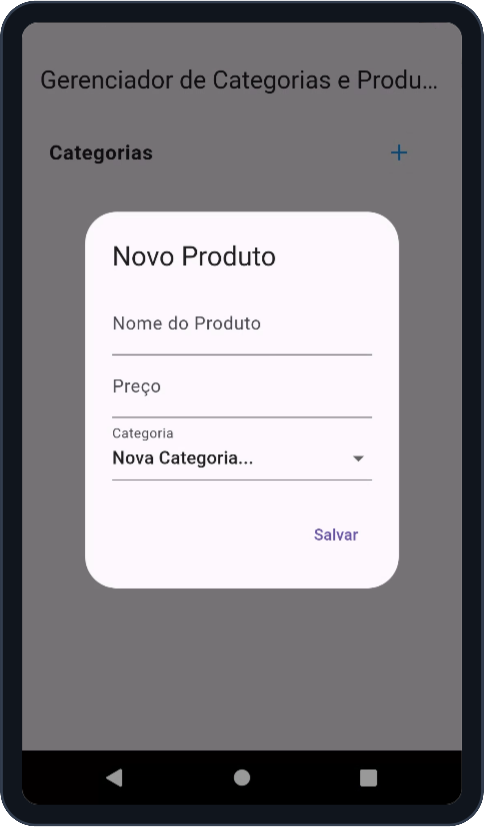 Gerenciador de Categorias e Produ...
Categorias
Novo Produto
Nome do Produto
Preço
Categoria
Nova Categoria...
Salvar